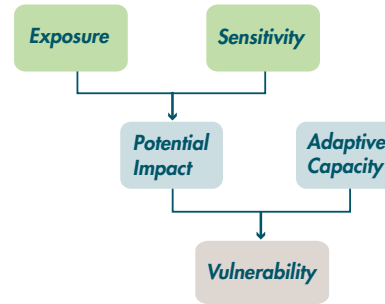 Exposure
Sensitivity
Potential
Impact
Adaptive
Capacity
Vulnerability